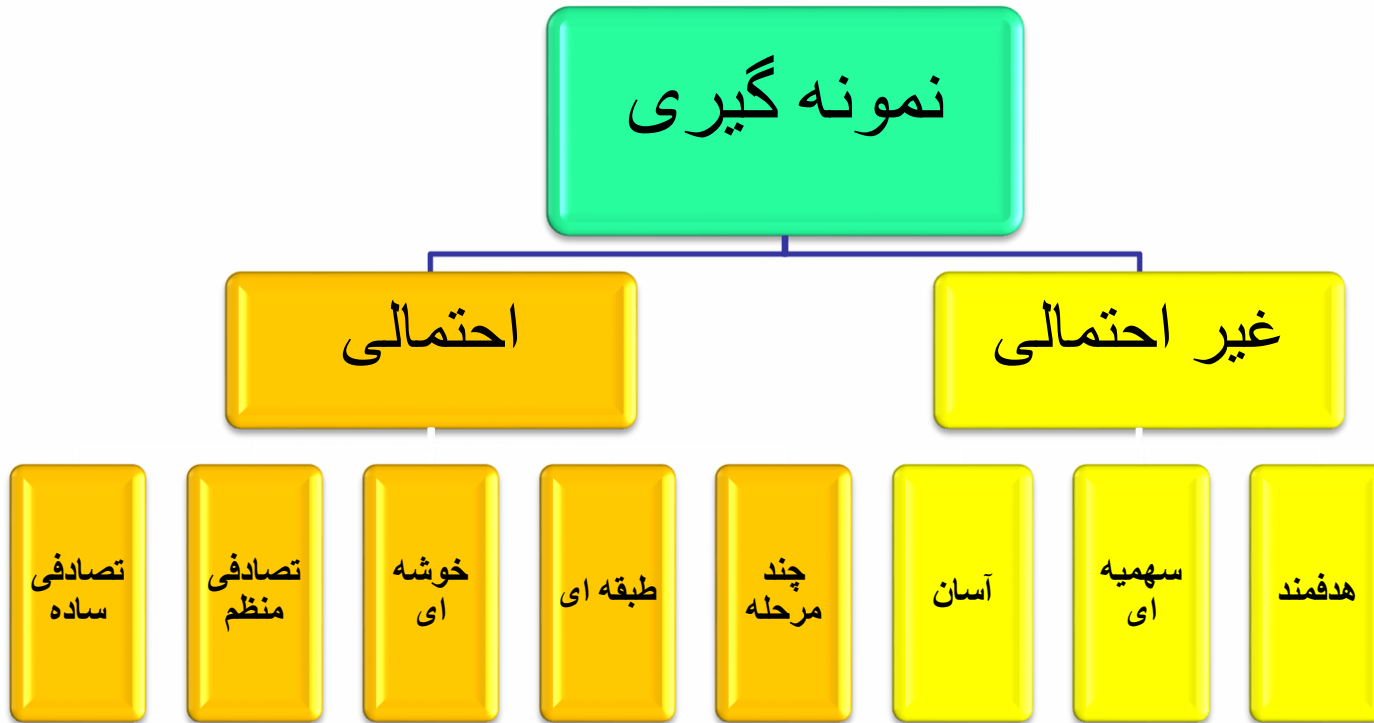 نمونه گیری
غیر احتمالی
احتمالی
هدفمند
سهمیه
ای
آسان
چند
مرحله
طبقه ای
خوشه
ای
تصادفی
منظم
تصادفی
ساده